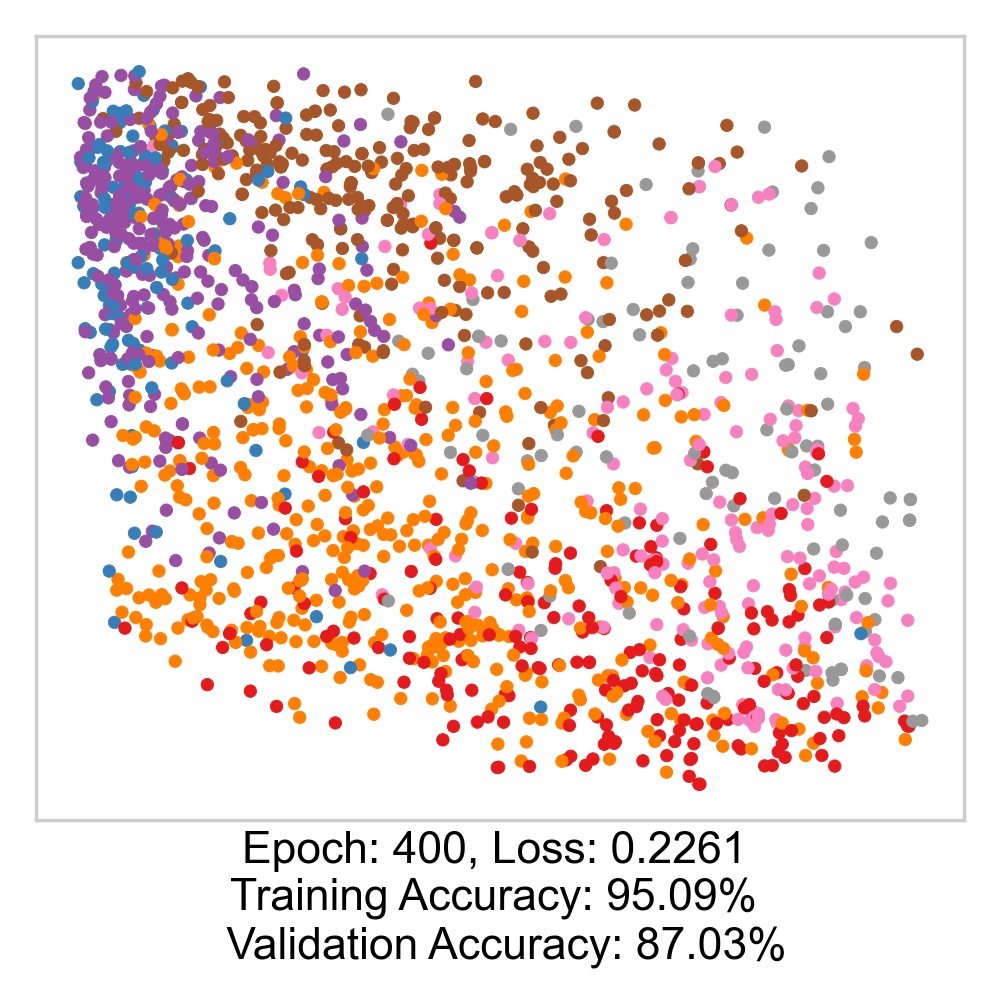 Epoch: 400, Loss: 0.2261
Training Accuracy: 95.09%
Validation Accuracy: 87.03%